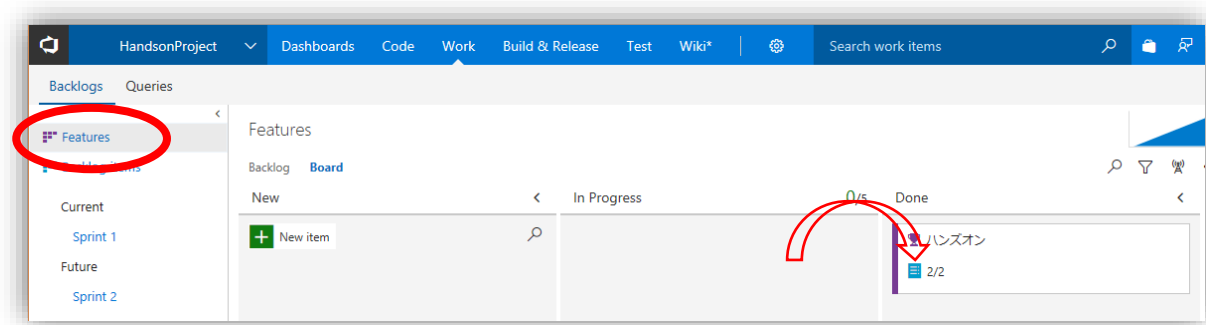 HandsonProject Dashboards Code Work Build & Release Test Wiki* Search work items
Backlogs Queries
Features
Features
Backlog Board
New In Progress 0/5 Done
Current
New item
ハンズオン
Sprint 1
2/2
Future
Sprint 2